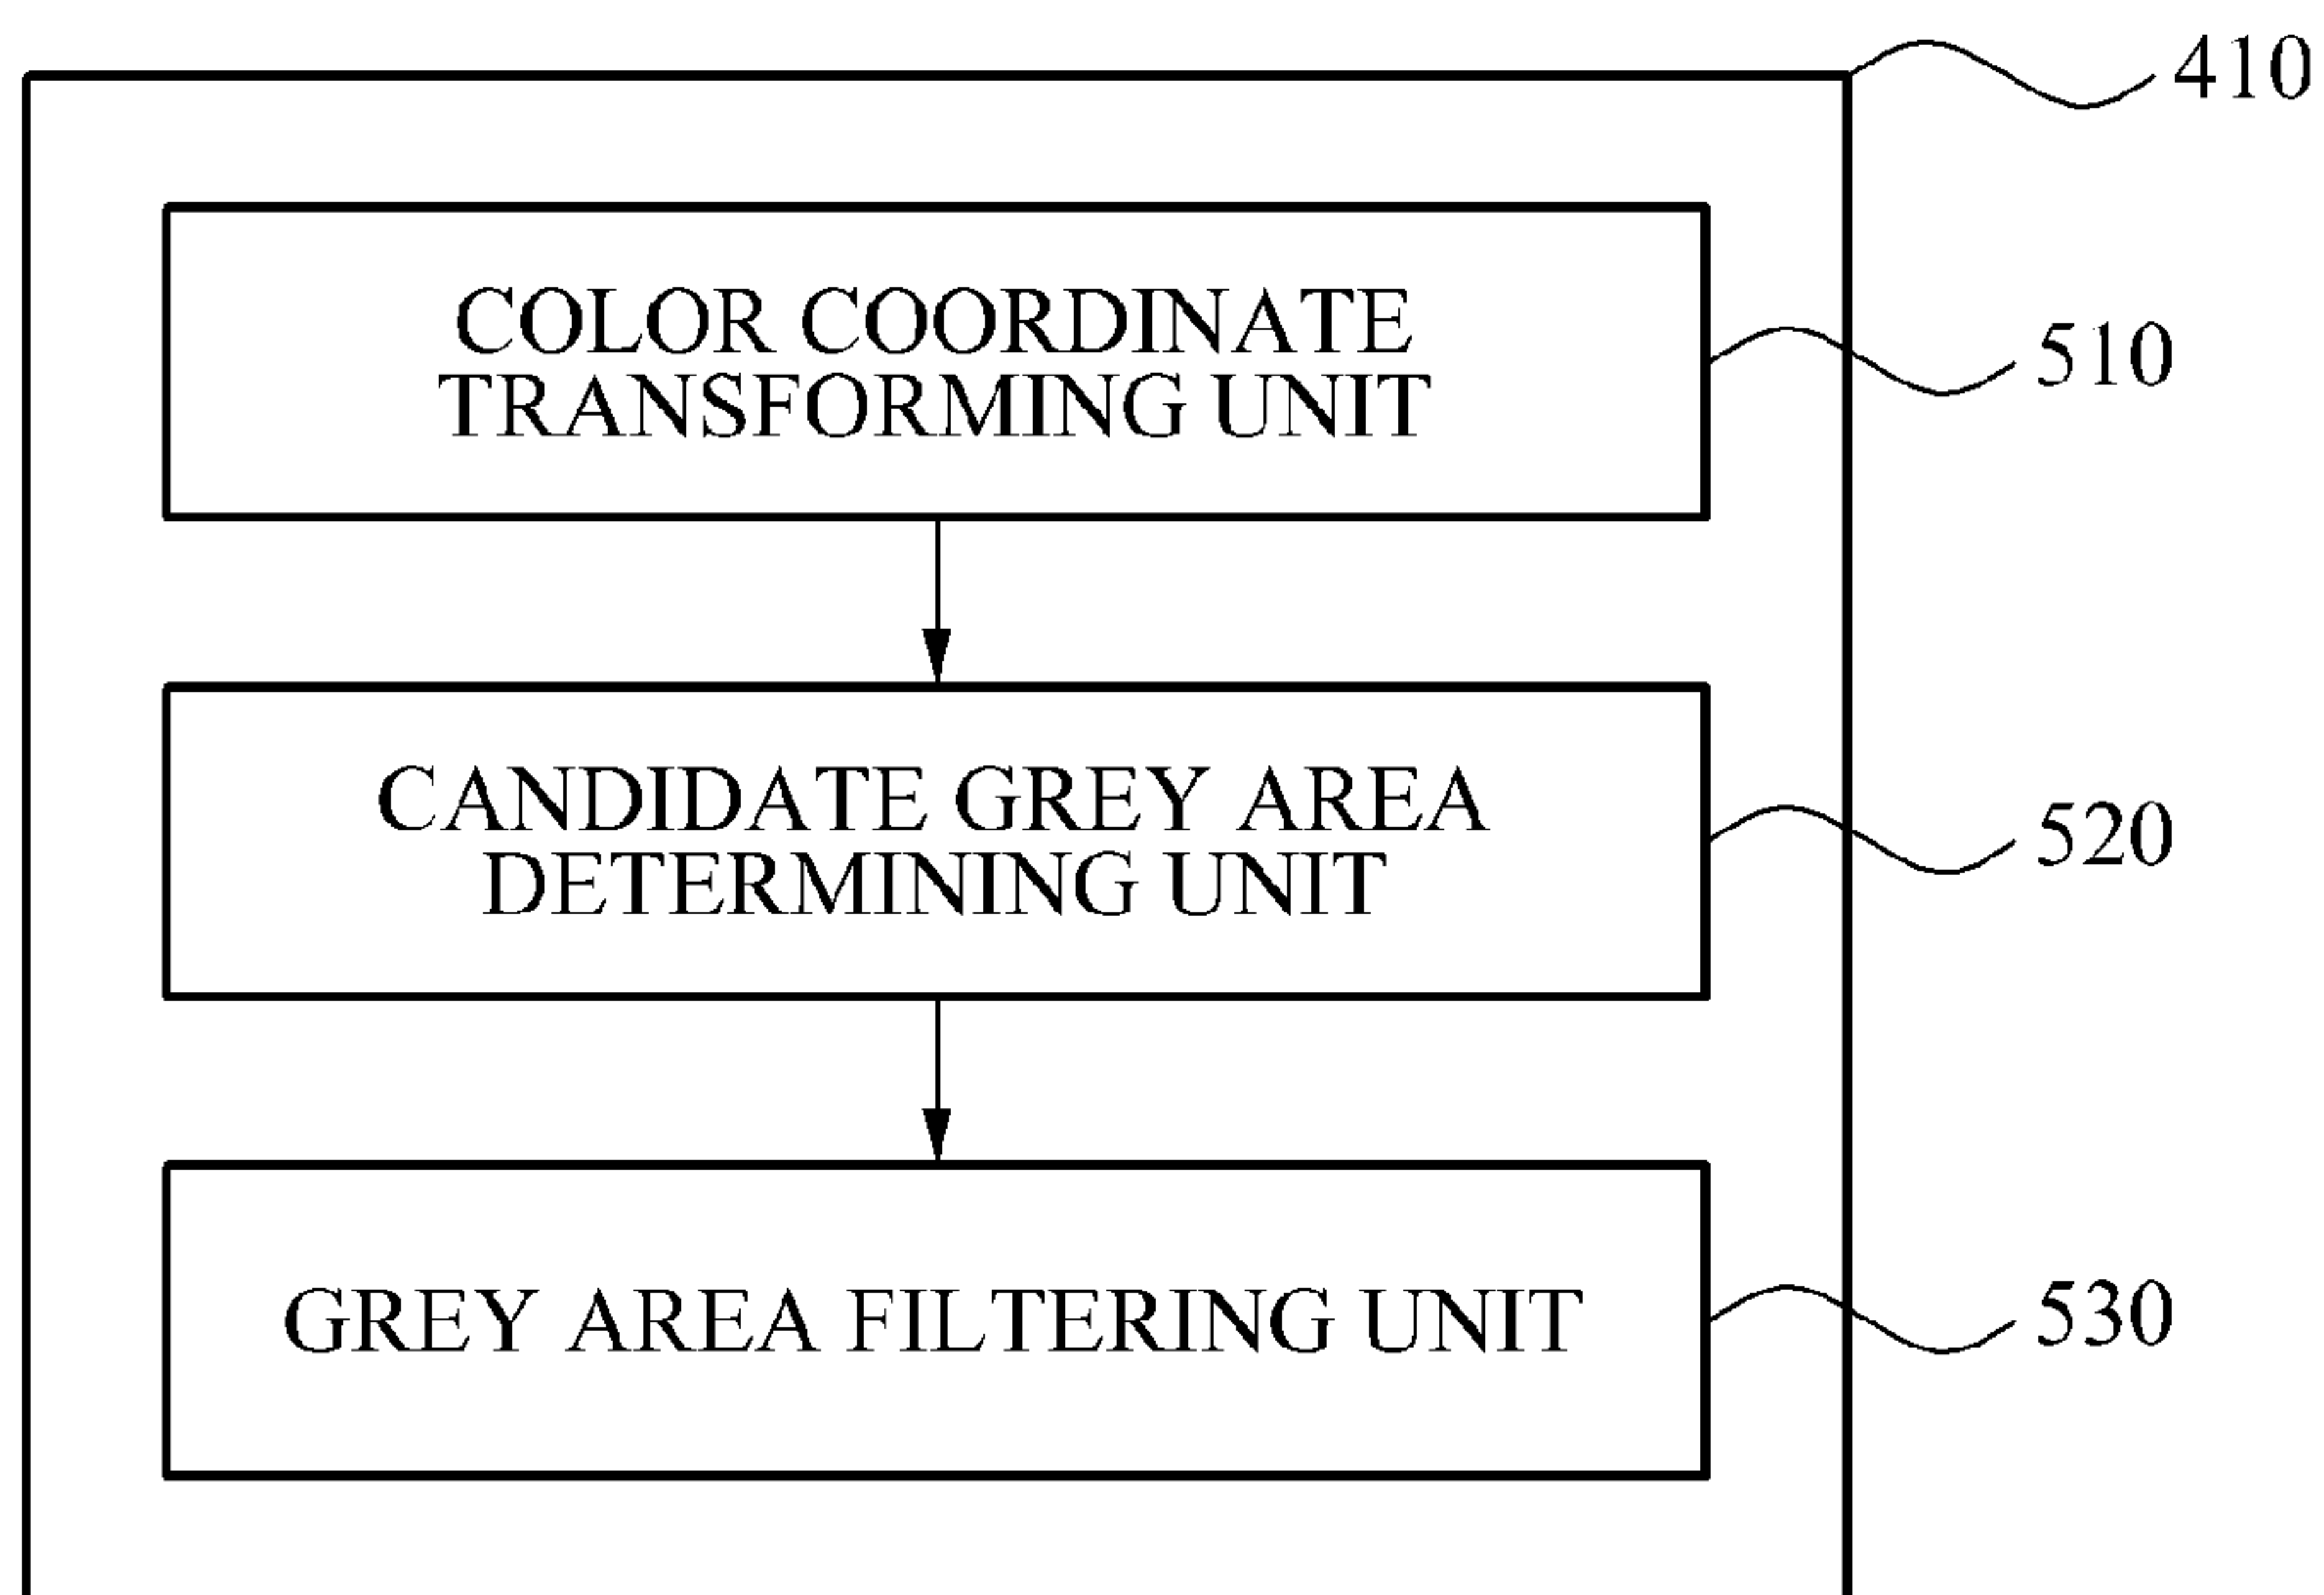 410
COLOR COORDINATE
TRANSFORMING UNIT
510
CANDIDATE GREY AREA
DETERMINING UNIT
520
GREY AREA FILTERING UNIT
530